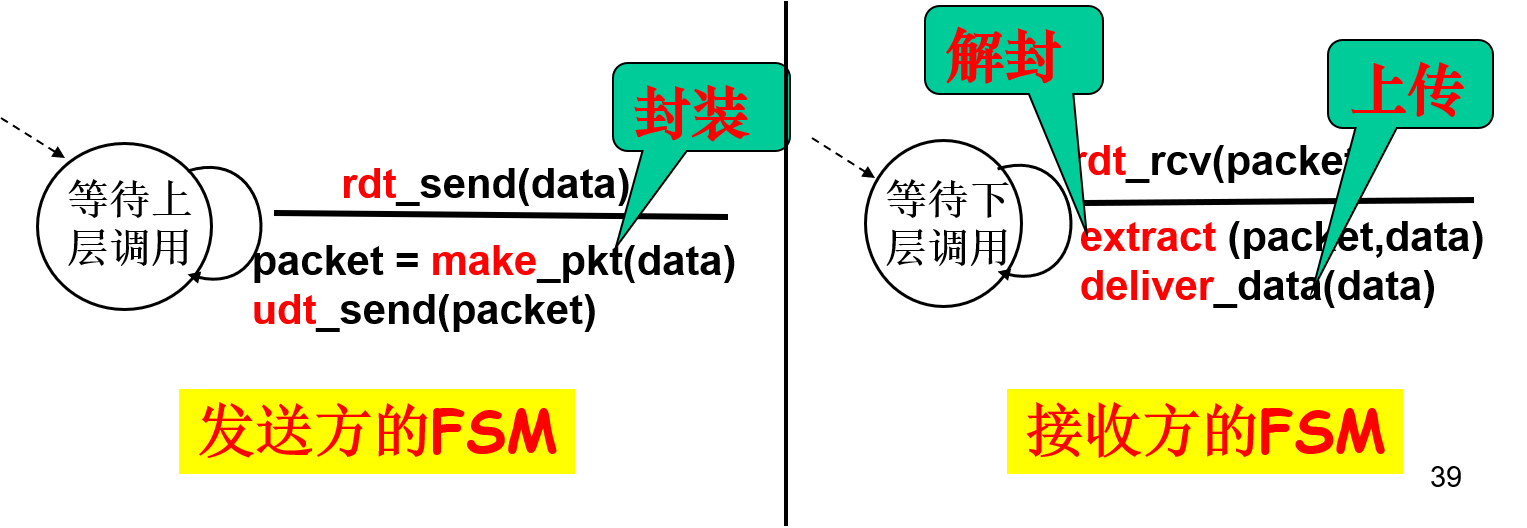 封装
rdt_send(data)
等待上
层调用
packet = make_pkt(data)
udt_send(packet)
发送方的FSM
解封
上传
rdt_rcv(packet
等待下
层调用
extract (packet,data)
deliver_data(data)
接收方的FSM
39